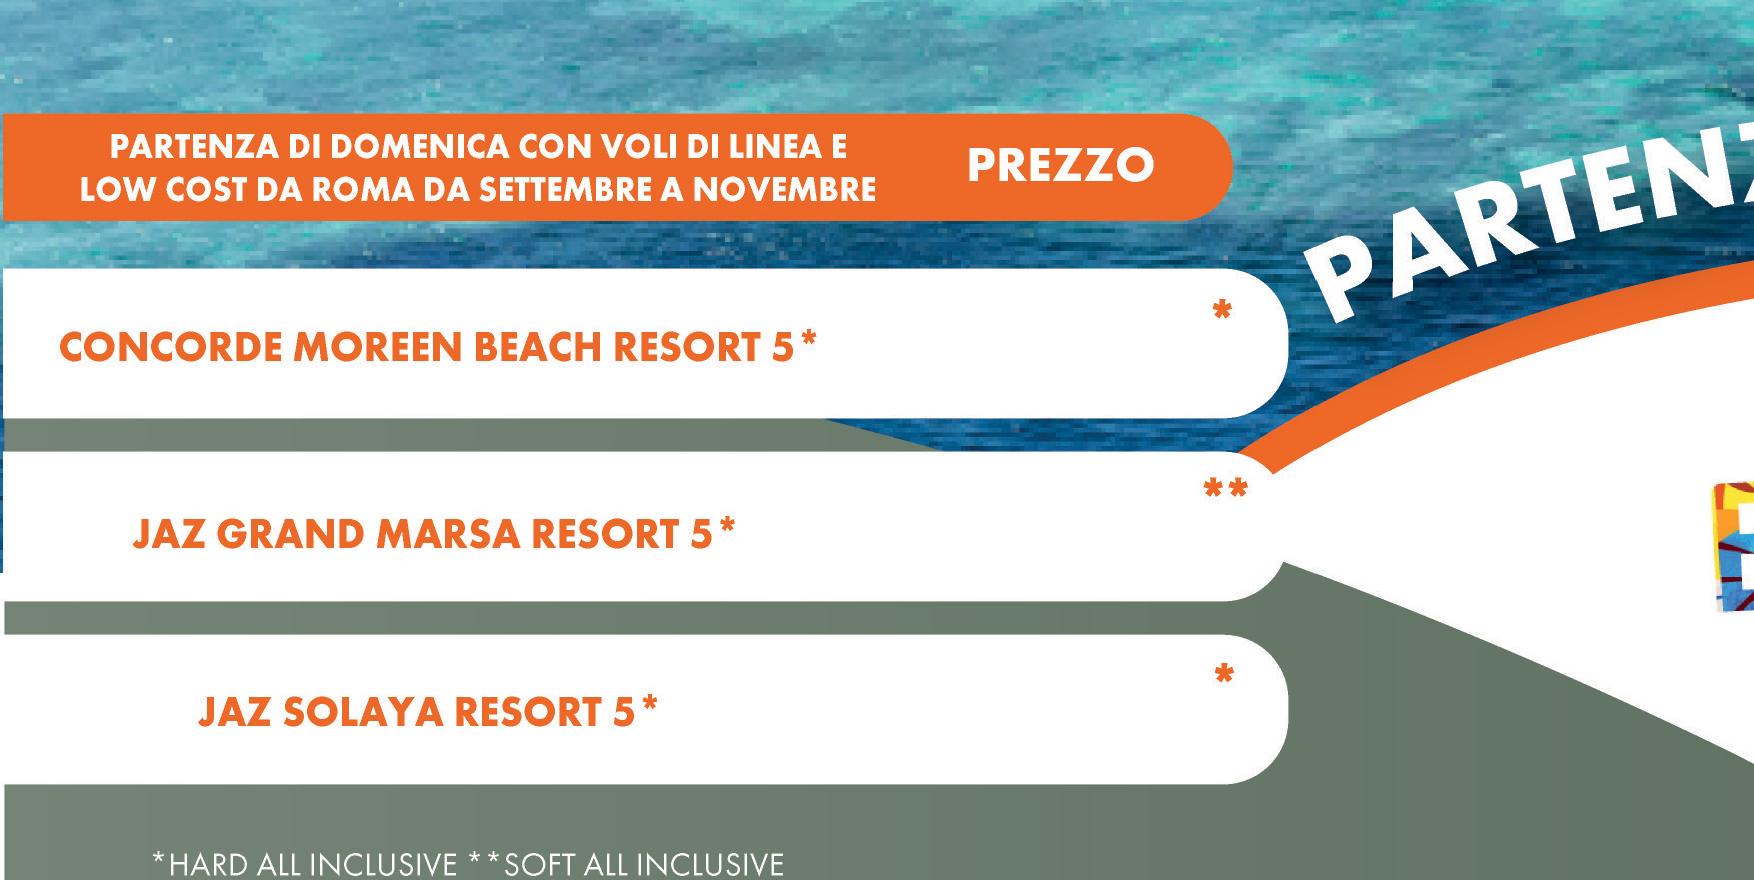 PARTENZA DI DOMENICA CON VOLI DI LINEA E
LOW COST DA ROMA DA SETTEMBRE A NOVEMBRE
PREZZO
CONCORDE MOREEN BEACH RESORT 5*
*
JAZ GRAND MARSA RESORT 5*
**
JAZ SOLAYA RESORT 5*
*
*HARD ALL INCLUSIVE **SOFT ALL INCLUSIVE